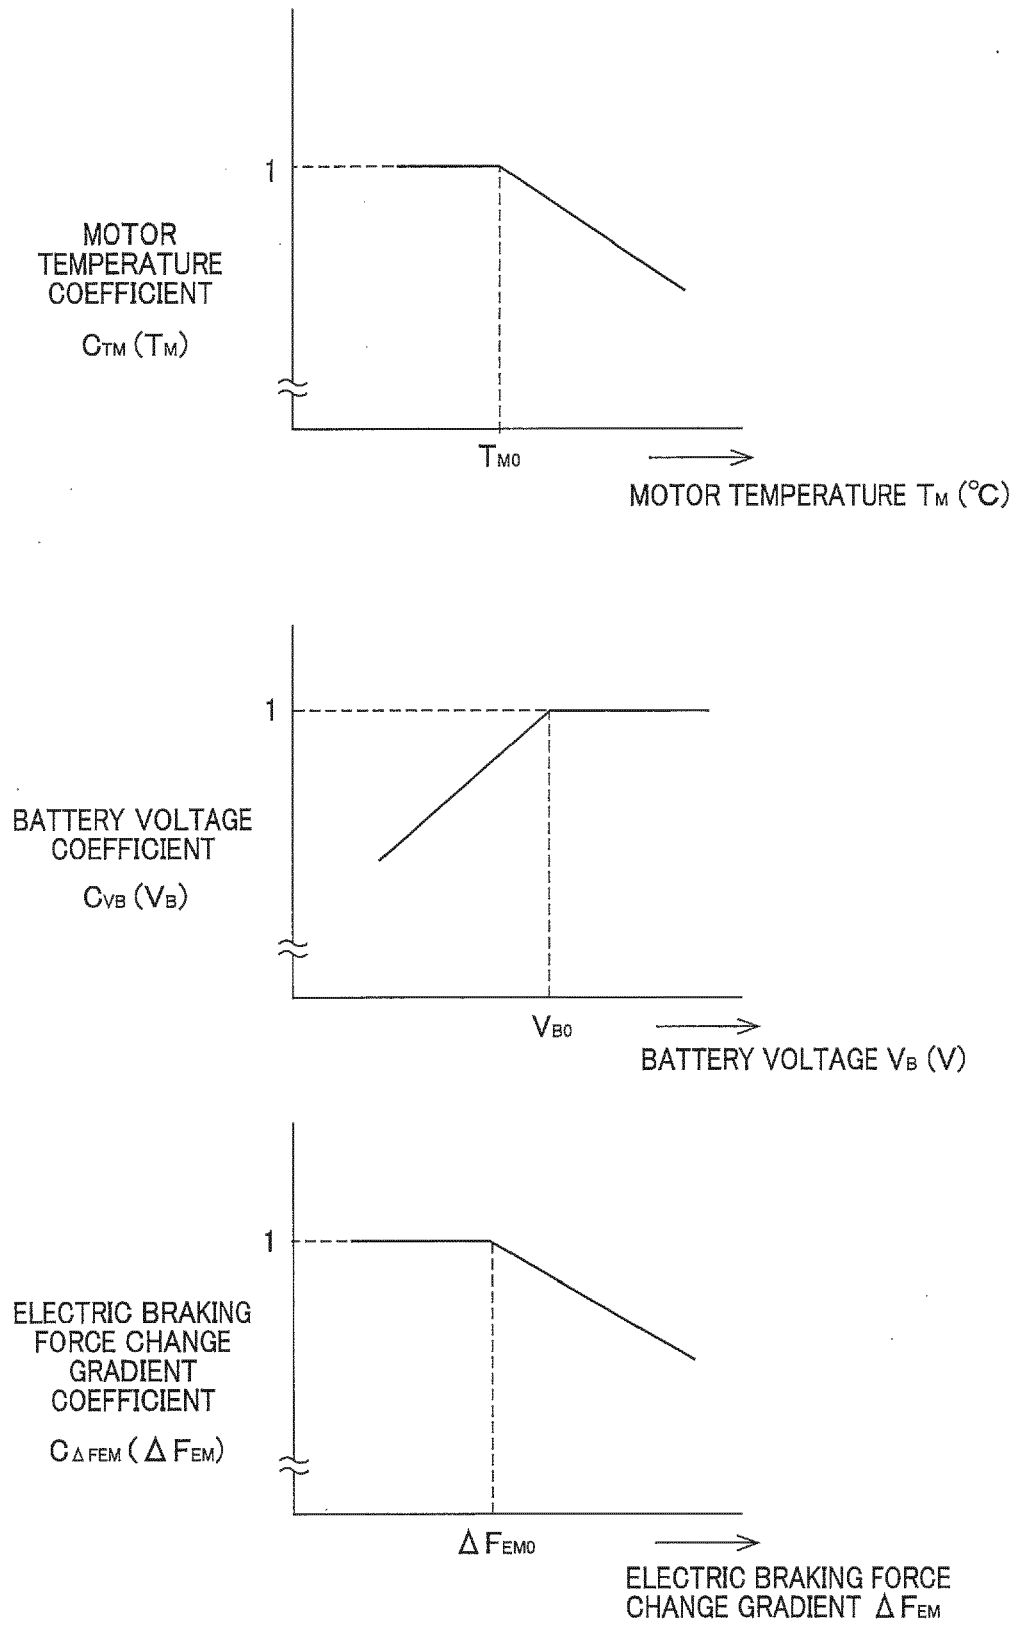 1
MOTOR
TEMPERATURE
COEFFICIENT
CTM (TM)
TM0
MOTOR TEMPERATURE TM (°C)
1
BATTERY VOLTAGE
COEFFICIENT
CVB (VB)
VB0
BATTERY VOLTAGE VB (V)
1
ELECTRIC BRAKING
FORCE CHANGE
GRADIENT
COEFFICIENT
CΔFEM (ΔFEM)
ΔFEM0
ELECTRIC BRAKING FORCE
CHANGE GRADIENT ΔFEM